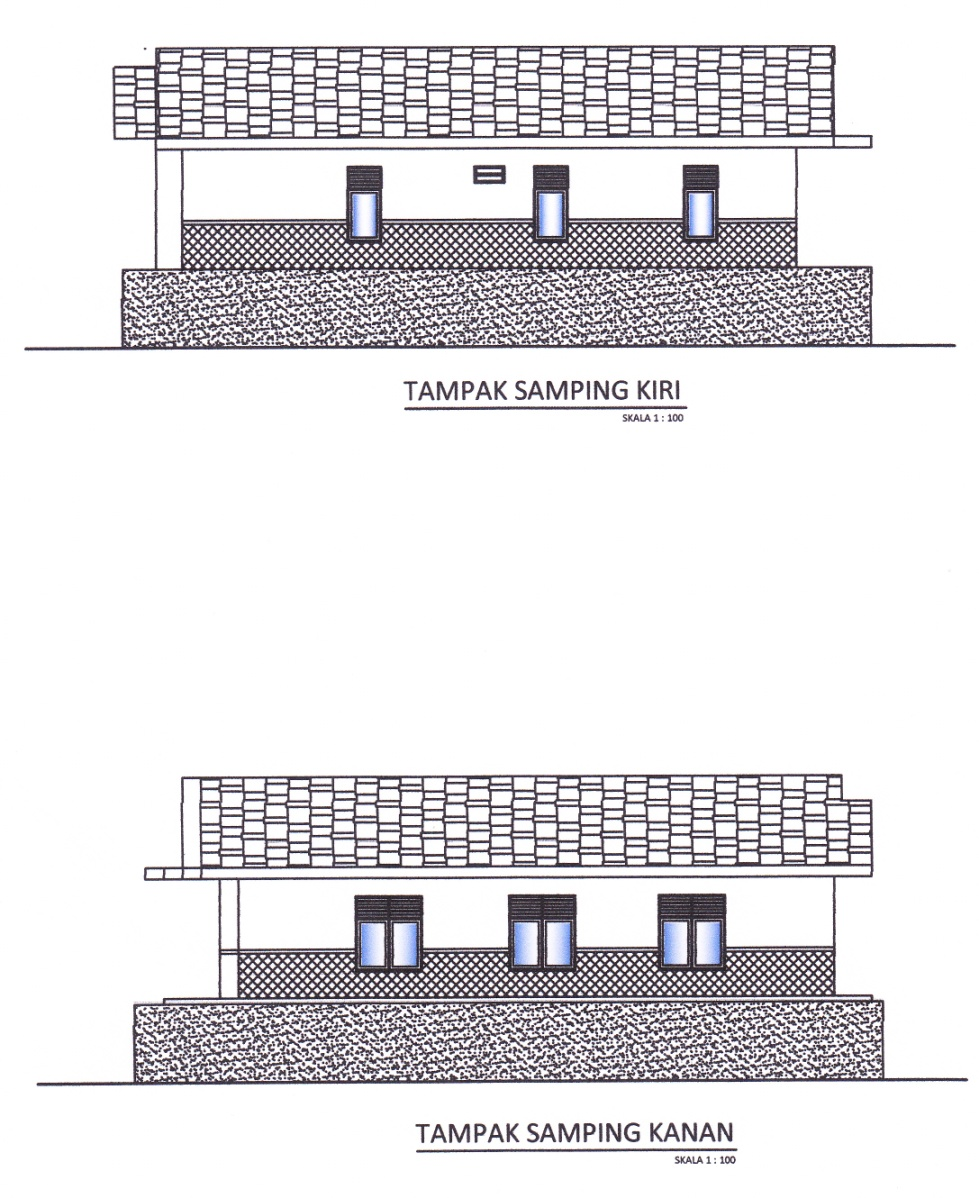 TAMPAK SAMPING KIRI
SKALA 1 : 100
TAMPAK SAMPING KANAN
SKALA 1 : 100